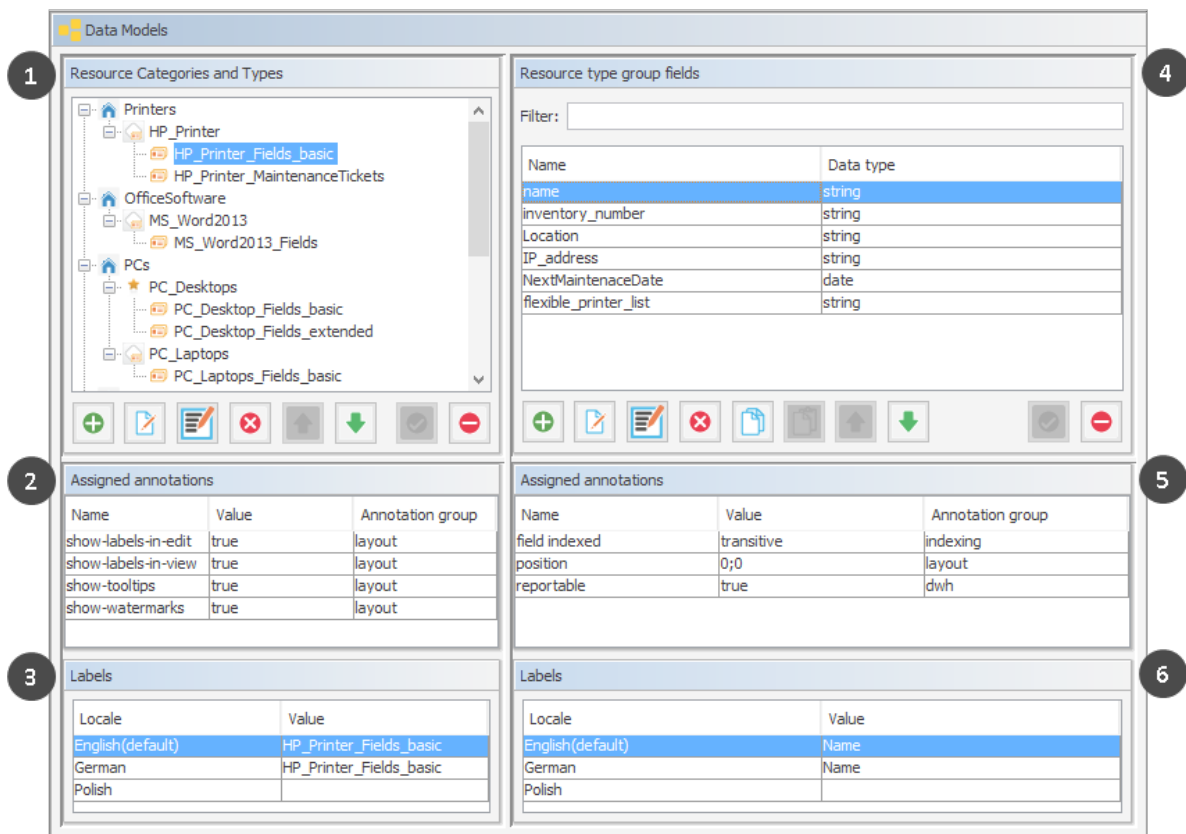 Data Models
1
Resource Categories and Types
Printers
HP_Printer
HP_Printer_Fields_basic
HP_Printer_MaintenanceTickets
OfficeSoftware
MS_Word2013
MS_Word2013_Fields
PCs
PC_Desktops
PC_Desktop_Fields_basic
PC_Desktop_Fields_extended
PC_Laptops
PC_Laptops_Fields_basic
4
Resource type group fields
Filter:
Name Data type
name string
inventory_number string
Location string
IP_address string
NextMaintenaceDate date
flexible_printer_list string
2
Assigned annotations
Name Value Annotation group
show-labels-in-edit true layout
show-labels-in-view true layout
show-tooltips true layout
show-watermarks true layout
5
Assigned annotations
Name Value Annotation group
field indexed transitive indexing
position 0;0 layout
reportable true dwh
3
Labels
Locale Value
English(default) HP_Printer_Fields_basic
German HP_Printer_Fields_basic
Polish
6
Labels
Locale Value
English(default) Name
German Name
Polish